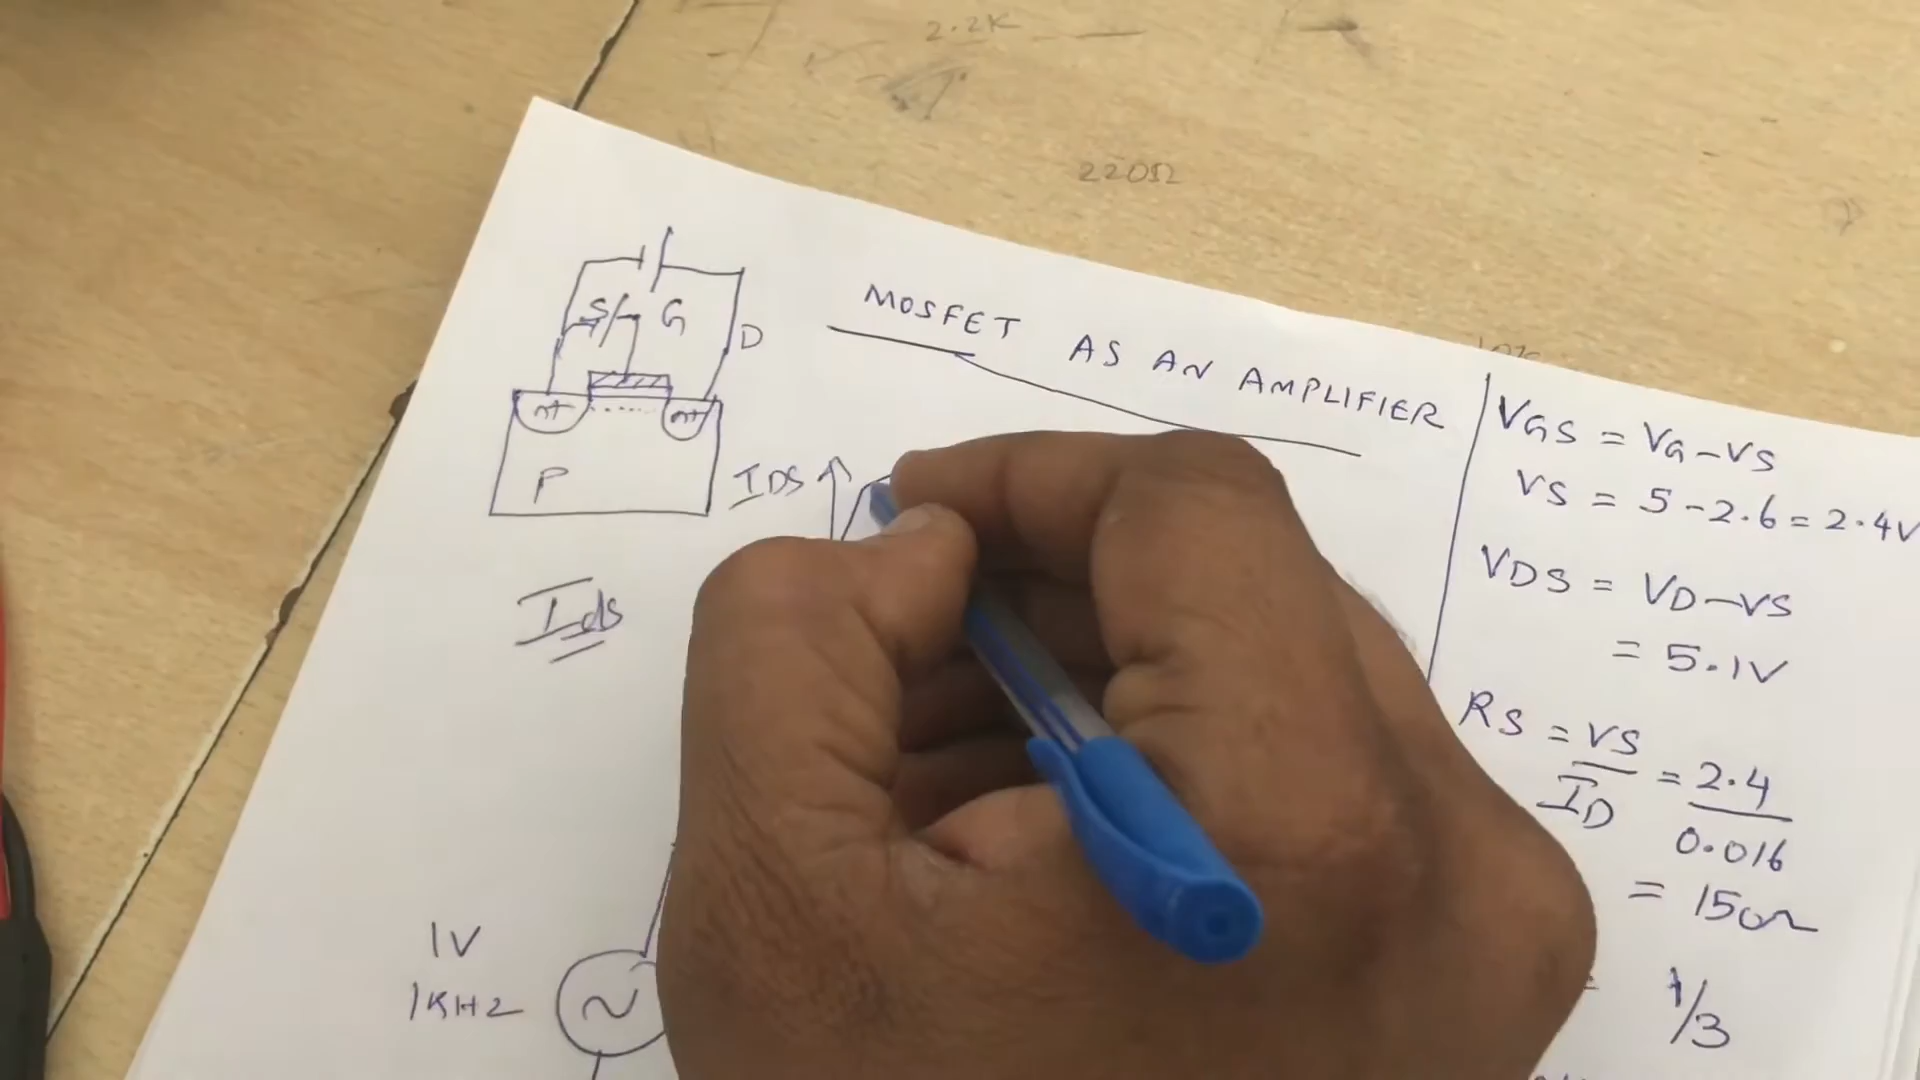 2.2K
220Ω
MOSFET AS AN AMPLIFIER
S G
D
n+ n+
P
IDS
Ids
1V
1KHZ
VGS = VG-VS
VS = 5-2.6 = 2.4V
VDS = VD-VS
= 5.1V
RS = VS/ID = 2.4/0.016
= 150Ω
1/3